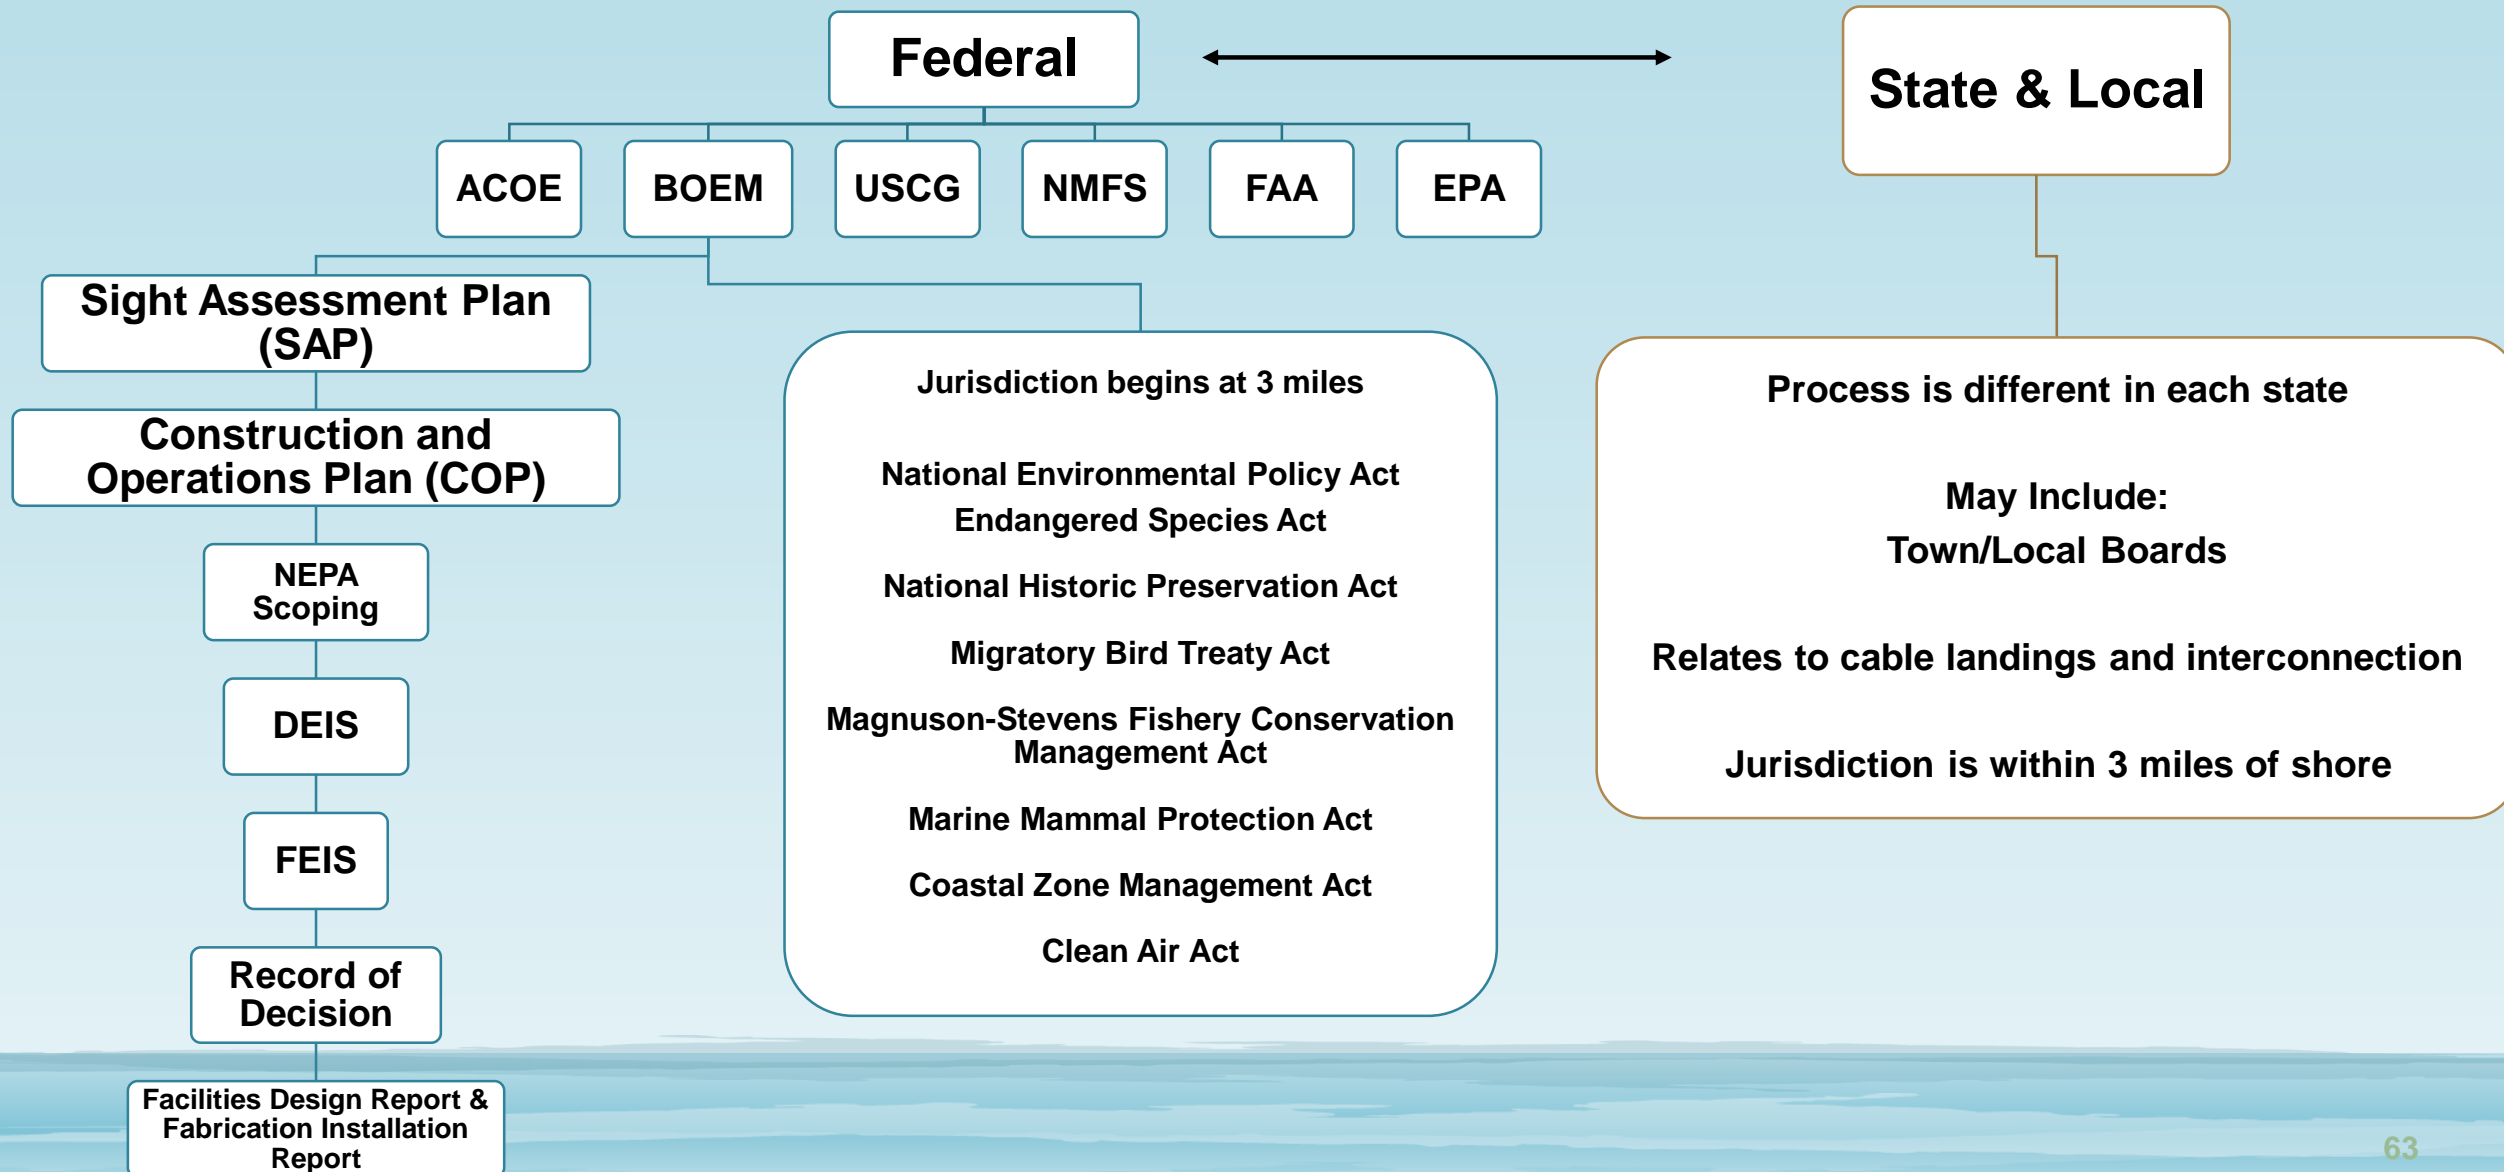 Federal
State & Local
ACOE
BOEM
USCG
NMFS
FAA
EPA
Sight Assessment Plan
(SAP)
Construction and
Operations Plan (COP)
NEPA
Scoping
DEIS
FEIS
Record of
Decision
Facilities Design Report &
Fabrication Installation
Report
Jurisdiction begins at 3 miles
National Environmental Policy Act
Endangered Species Act
National Historic Preservation Act
Migratory Bird Treaty Act
Magnuson-Stevens Fishery Conservation
Management Act
Marine Mammal Protection Act
Coastal Zone Management Act
Clean Air Act
Process is different in each state
May Include:
Town/Local Boards
Relates to cable landings and interconnection
Jurisdiction is within 3 miles of shore
63